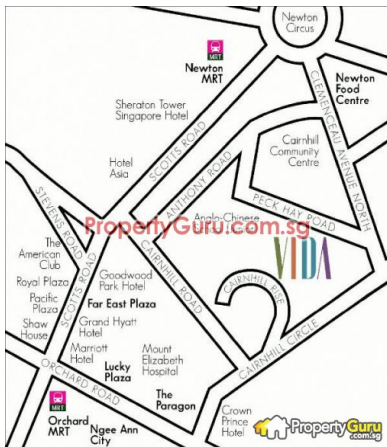 Newton
Circus
MRT
Newton
MRT
Newton
Food
Centre
CLEMENCEAU AVENUE NORTH
Sheraton Tower
Singapore Hotel
SCOTTS ROAD
ANTHONY ROAD
Cairnhill
Community
Centre
Hotel
Asia
PECK HAY ROAD
STEVENS ROAD
PropertyGuru.com.sg
Anglo-Chinese
VIDA
The
American
Club
SCOTTS ROAD
Goodwood
Park Hotel
CAIRNHILL ROAD
CAIRNHILL RISE
Royal Plaza
Pacific
Plaza
Far East Plaza
Shaw
House
Grand Hyatt
Hotel
CAIRNHILL CIRCLE
Marriott
Hotel
Mount
Elizabeth
Hospital
Lucky
Plaza
ORCHARD ROAD
The
Paragon
MRT
Orchard
MRT
Ngee Ann
City
Crown
Prince
Hotel
PropertyGuru
.com.sg